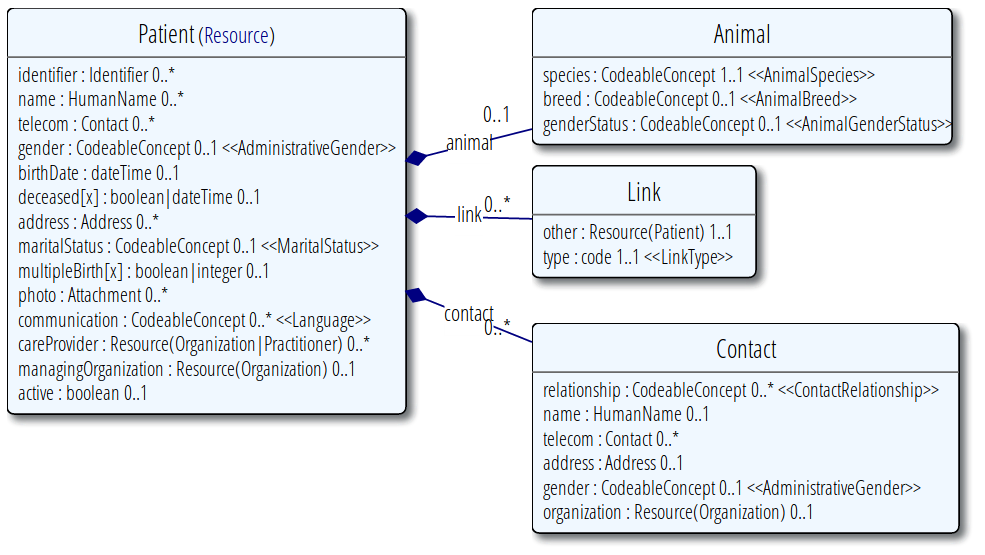 Patient (Resource)
identifier : Identifier 0..*
name : HumanName 0..*
telecom : Contact 0..*
gender : CodeableConcept 0..1 <<AdministrativeGender>>
birthDate : dateTime 0..1
deceased[x] : boolean|dateTime 0..1
address : Address 0..*
maritalStatus : CodeableConcept 0..1 <<MaritalStatus>>
multipleBirth[x] : boolean|integer 0..1
photo : Attachment 0..*
communication : CodeableConcept 0..* <<Language>>
careProvider : Resource(Organization|Practitioner) 0..*
managingOrganization : Resource(Organization) 0..1
active : boolean 0..1
0..1
animal
0..*
link
contact
0..*
Animal
species : CodeableConcept 1..1 <<AnimalSpecies>>
breed : CodeableConcept 0..1 <<AnimalBreed>>
genderStatus : CodeableConcept 0..1 <<AnimalGenderStatus>>
Link
other : Resource(Patient) 1..1
type : code 1..1 <<LinkType>>
Contact
relationship : CodeableConcept 0..* <<ContactRelationship>>
name : HumanName 0..1
telecom : Contact 0..*
address : Address 0..1
gender : CodeableConcept 0..1 <<AdministrativeGender>>
organization : Resource(Organization) 0..1